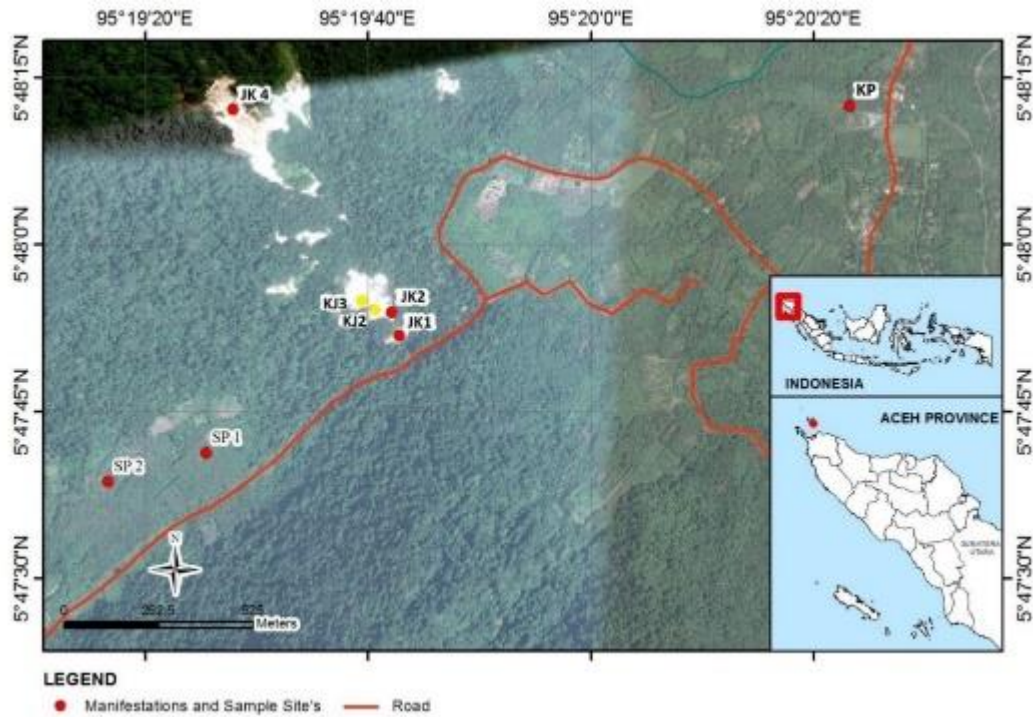 95°19'20"E 95°19'40"E 95°20'0"E 95°20'20"E
5°48'15"N 5°48'15"N
JK 4
KP
5°48'0"N 5°48'0"N
KJ3 JK2
KJ2 JK1
INDONESIA
5°47'45"N 5°47'45"N
ACEH PROVINCE
SP 1
SP 2
N
SUMATERA
UTARA
5°47'30"N 5°47'30"N
0 262.5 525
Meters
LEGEND
Manifestations and Sample Site's Road